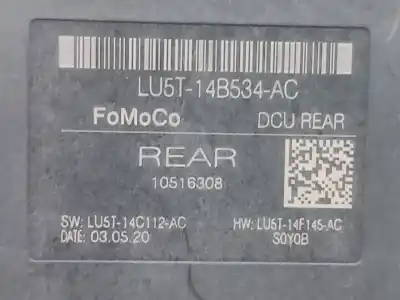 LU5T-14B534-AC
FoMoCo DCU REAR
REAR
10516308
SW: LU5T-14C112-AC HW: LU5T-14F145-AC
DATE: 03.05.20 S0Y0B